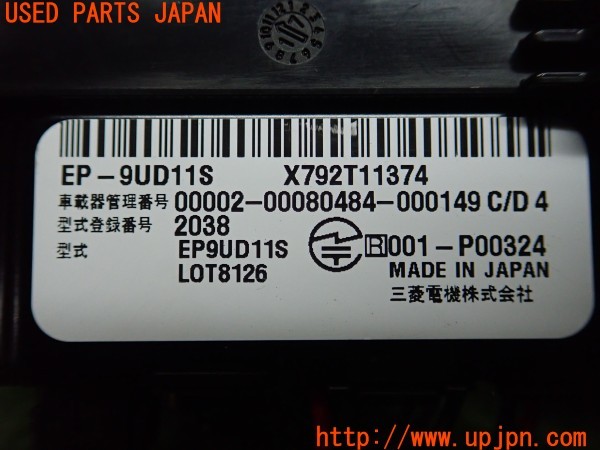 USED PARTS JAPAN
EP-9UD11S X792T11374
車載器管理番号 00002-00080484-000149 C/D 4
型式登録番号 2038
型式 EP9UD11S R 001-P00324
LOT8126 MADE IN JAPAN
三菱電機株式会社
http://www.upjpn.com